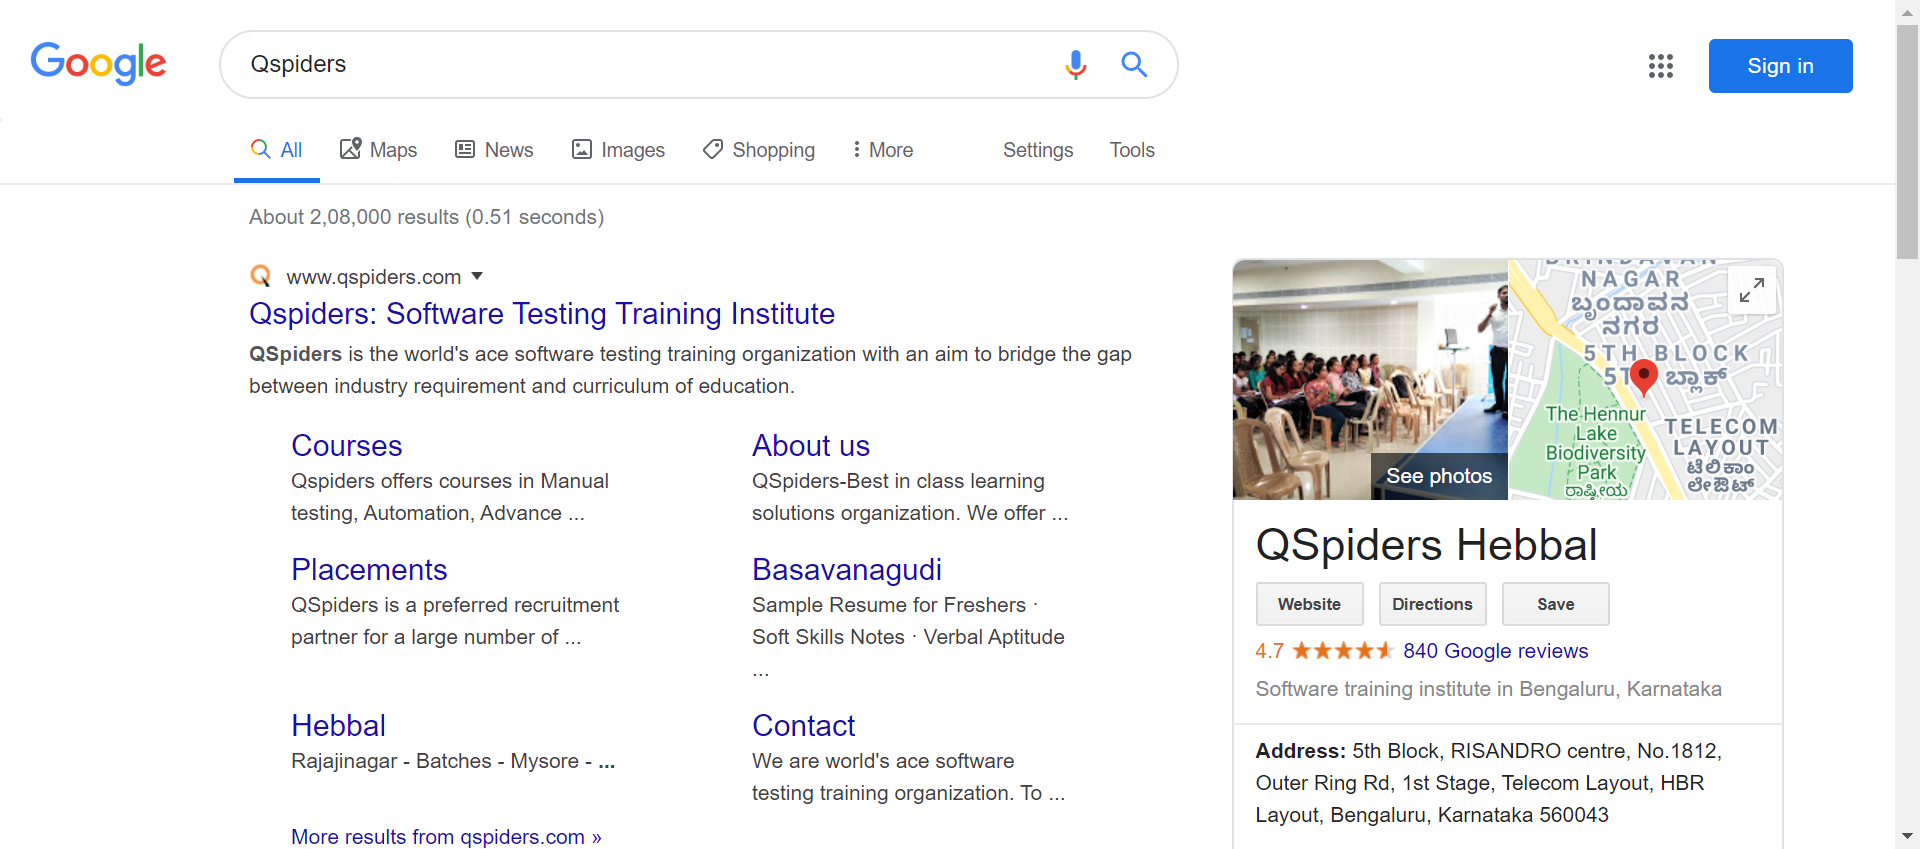 Google
Qspiders
Sign in
All
Maps
News
Images
Shopping
More
Settings
Tools
About 2,08,000 results (0.51 seconds)
www.qspiders.com
Qspiders: Software Testing Training Institute
QSpiders is the world's ace software testing training organization with an aim to bridge the gap
between industry requirement and curriculum of education.
Courses
Qspiders offers courses in Manual
testing, Automation, Advance ...
About us
QSpiders-Best in class learning
solutions organization. We offer ...
Placements
QSpiders is a preferred recruitment
partner for a large number of ...
Basavanagudi
Sample Resume for Freshers ·
Soft Skills Notes · Verbal Aptitude
...
Hebbal
Rajajinagar - Batches - Mysore - ...
Contact
We are world's ace software
testing training organization. To ...
More results from qspiders.com »
See photos
NAGAR
ಬೃಂದಾವನ
ನಗರ
5TH BLOCK
ಬ್ಲಾಕ್
The Hennur
Lake
Biodiversity
Park
ರಾಷ್ಟ್ರೀಯ
TELECOM
LAYOUT
ಟೆಲಿಕಾಂ
ಲೇಔಟ್
QSpiders Hebbal
Website
Directions
Save
4.7
840 Google reviews
Software training institute in Bengaluru, Karnataka
Address: 5th Block, RISANDRO centre, No.1812,
Outer Ring Rd, 1st Stage, Telecom Layout, HBR
Layout, Bengaluru, Karnataka 560043